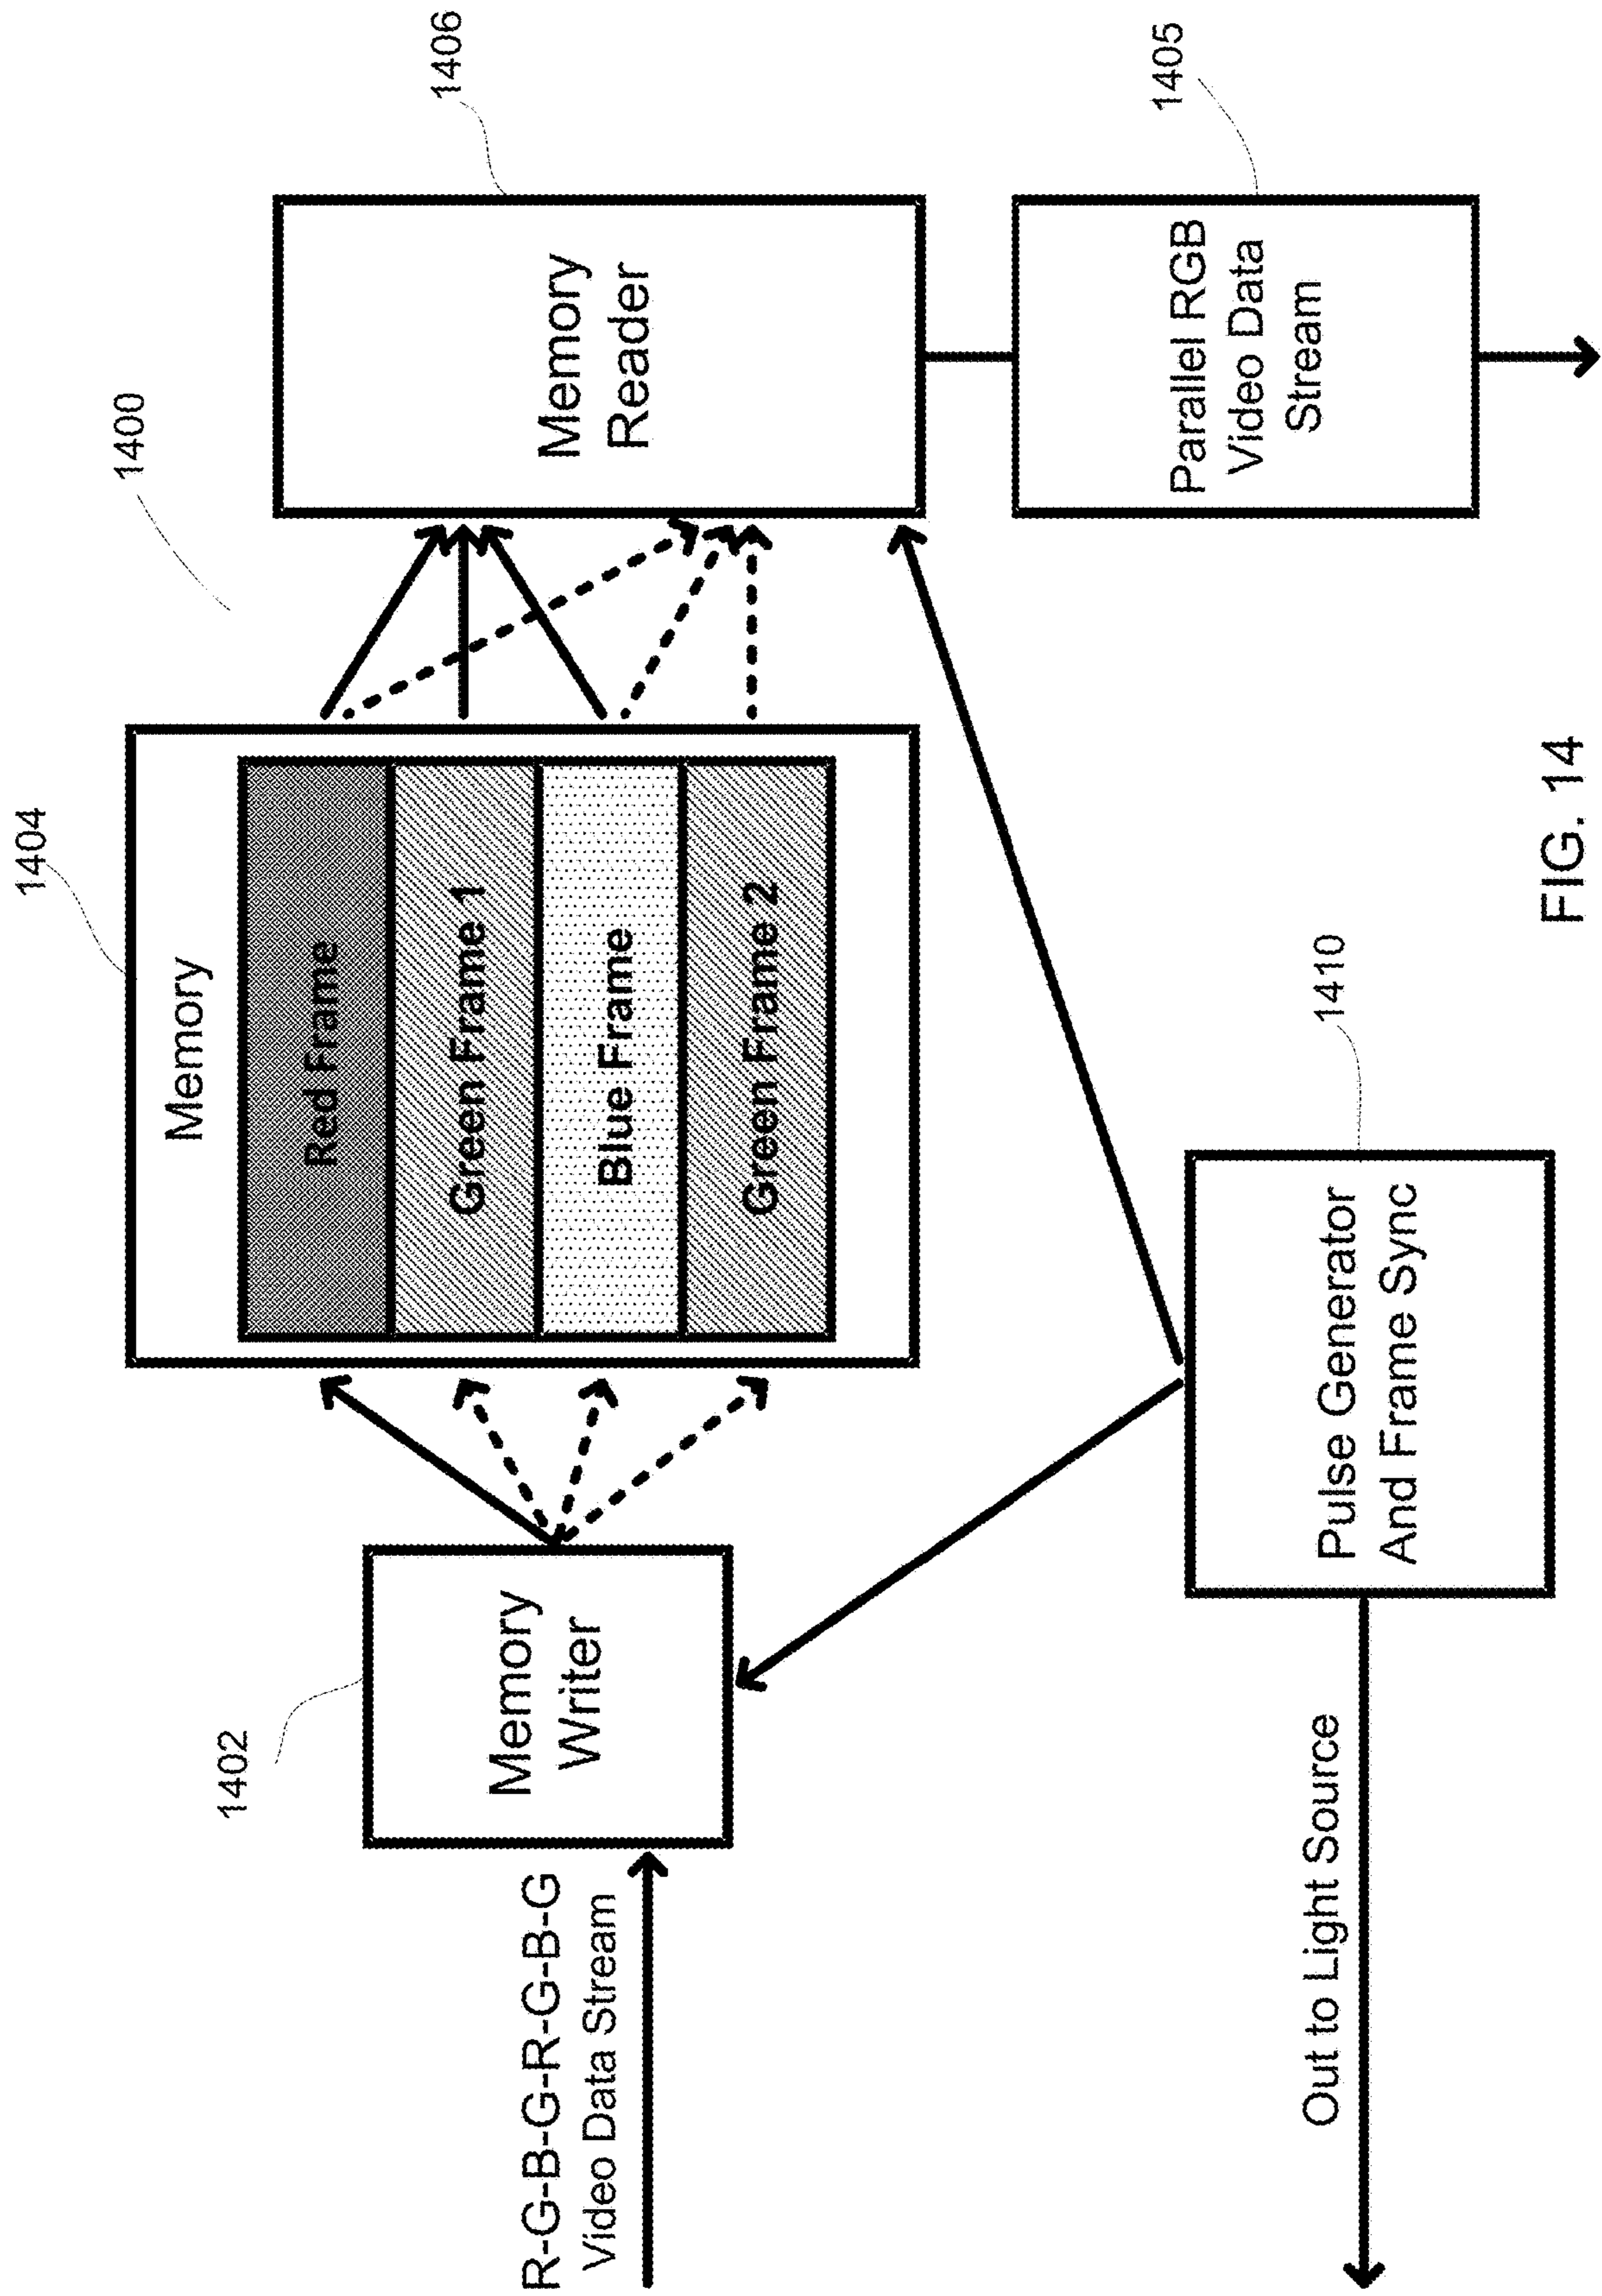 1404
1400
1406
Memory
Red Frame
Green Frame 1
Blue Frame
Green Frame 2
1402
Memory
Writer
R-G-B-G-R-G-B-G
Video Data Stream
Memory
Reader
1405
Parallel RGB
Video Data
Stream
1410
Pulse Generator
And Frame Sync
Out to Light Source
FIG. 14